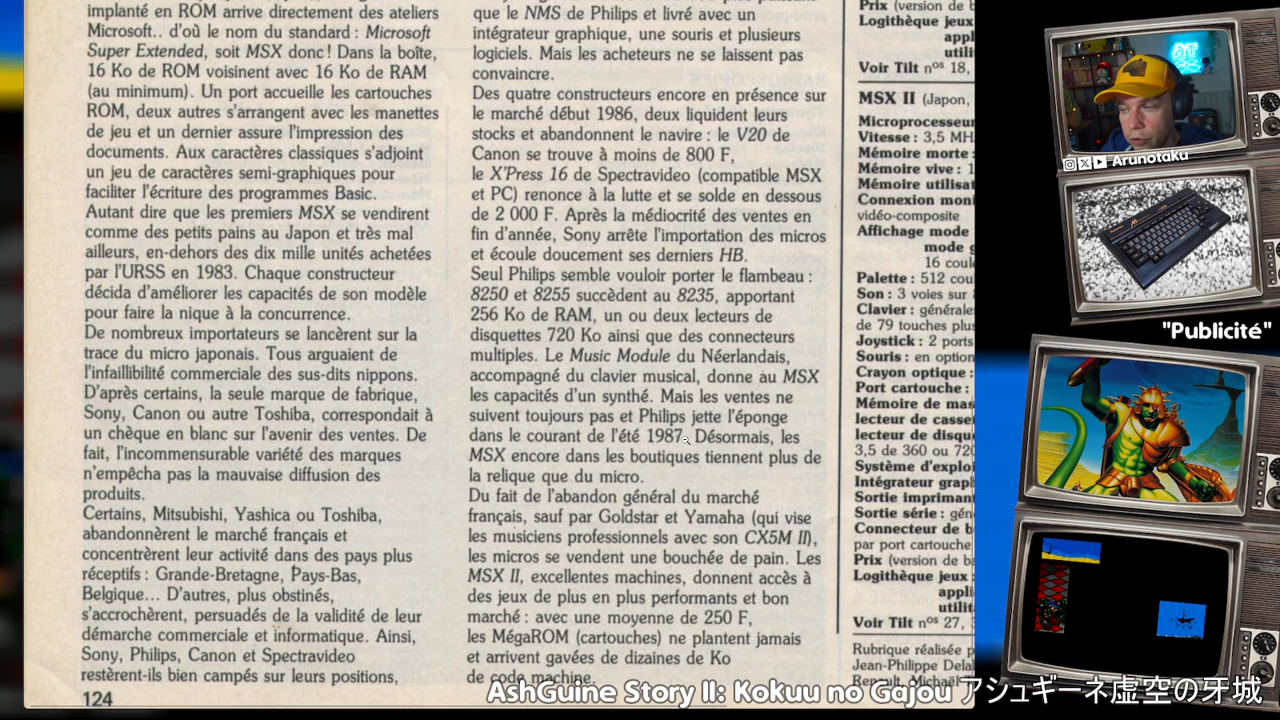 implanté en ROM arrive directement des ateliers
Microsoft.. d'où le nom du standard : Microsoft
Super Extended, soit MSX donc ! Dans la boîte,
16 Ko de ROM voisinent avec 16 Ko de RAM
(au minimum). Un port accueille les cartouches
ROM, deux autres s'arrangent avec les manettes
de jeu et un dernier assure l'impression des
documents. Aux caractères classiques s'adjoint
un jeu de caractères semi-graphiques pour
faciliter l'écriture des programmes Basic.
Autant dire que les premiers MSX se vendirent
comme des petits pains au Japon et très mal
ailleurs, en-dehors des dix mille unités achetées
par l'URSS en 1983. Chaque constructeur
décida d'améliorer les capacités de son modèle
pour faire la nique à la concurrence.
De nombreux importateurs se lancèrent sur la
trace du micro japonais. Tous arguaient de
l'infaillibilité commerciale des sus-dits nippons.
D'après certains, la seule marque de fabrique,
Sony, Canon ou autre Toshiba, correspondait à
un chèque en blanc sur l'avenir des ventes. De
fait, l'incommensurable variété des marques
n'empêcha pas la mauvaise diffusion des
produits.
Certains, Mitsubishi, Yashica ou Toshiba,
abandonnèrent le marché français et
concentrèrent leur activité dans des pays plus
réceptifs : Grande-Bretagne, Pays-Bas,
Belgique... D'autres, plus obstinés,
s'accrochèrent, persuadés de la validité de leur
démarche commerciale et informatique. Ainsi,
Sony, Philips, Canon et Spectravideo
restèrent-ils bien campés sur leurs positions,
124
que le NMS de Philips et livré avec un
intégrateur graphique, une souris et plusieurs
logiciels. Mais les acheteurs ne se laissent pas
convaincre.
Des quatre constructeurs encore en présence sur
le marché début 1986, deux liquident leurs
stocks et abandonnent le navire : le V20 de
Canon se trouve à moins de 800 F,
le X'Press 16 de Spectravideo (compatible MSX
et PC) renonce à la lutte et se solde en dessous
de 2 000 F. Après la médiocrité des ventes en
fin d'année, Sony arrête l'importation des micros
et écoule doucement ses derniers HB.
Seul Philips semble vouloir porter le flambeau :
8250 et 8255 succèdent au 8235, apportant
256 Ko de RAM, un ou deux lecteurs de
disquettes 720 Ko ainsi que des connecteurs
multiples. Le Music Module du Néerlandais,
accompagné du clavier musical, donne au MSX
les capacités d'un synthé. Mais les ventes ne
suivent toujours pas et Philips jette l'éponge
dans le courant de l'été 1987. Désormais, les
MSX encore dans les boutiques tiennent plus de
la relique que du micro.
Du fait de l'abandon général du marché
français, sauf par Goldstar et Yamaha (qui vise
les musiciens professionnels avec son CX5M II),
les micros se vendent une bouchée de pain. Les
MSX II, excellentes machines, donnent accès à
des jeux de plus en plus performants et bon
marché : avec une moyenne de 250 F,
les MégaROM (cartouches) ne plantent jamais
et arrivent gavées de dizaines de Ko
de code machine.
Prix (version de b
Logithèque jeux
appl
utili
Voir Tilt nos 18,
MSX II (Japon,
Microprocesseur
Vitesse : 3,5 MH
Mémoire morte :
Mémoire vive : 1
Mémoire utilisat
Connexion moni
vidéo-composite
Affichage mode
mode g
16 coul
Palette : 512 cou
Son : 3 voies sur
Clavier : générale
de 79 touches plus
Joystick : 2 ports
Souris : en option
Crayon optique :
Port cartouche :
Mémoire de mas
lecteur de casset
lecteur de disqu
3,5 de 360 ou 720
Système d'exploi
Intégrateur grap
Sortie impriman
Sortie série : gén
Connecteur de b
par port cartouche
Prix (version de ba
Logithèque jeux :
appli
utilit
Voir Tilt nos 27,
Rubrique réalisée p
Jean-Philippe Dela
Michaël
Arunotaku
"Publicité"
AshGuine Story II: Kokuu no Gajou アシュギーネ虚空の牙城